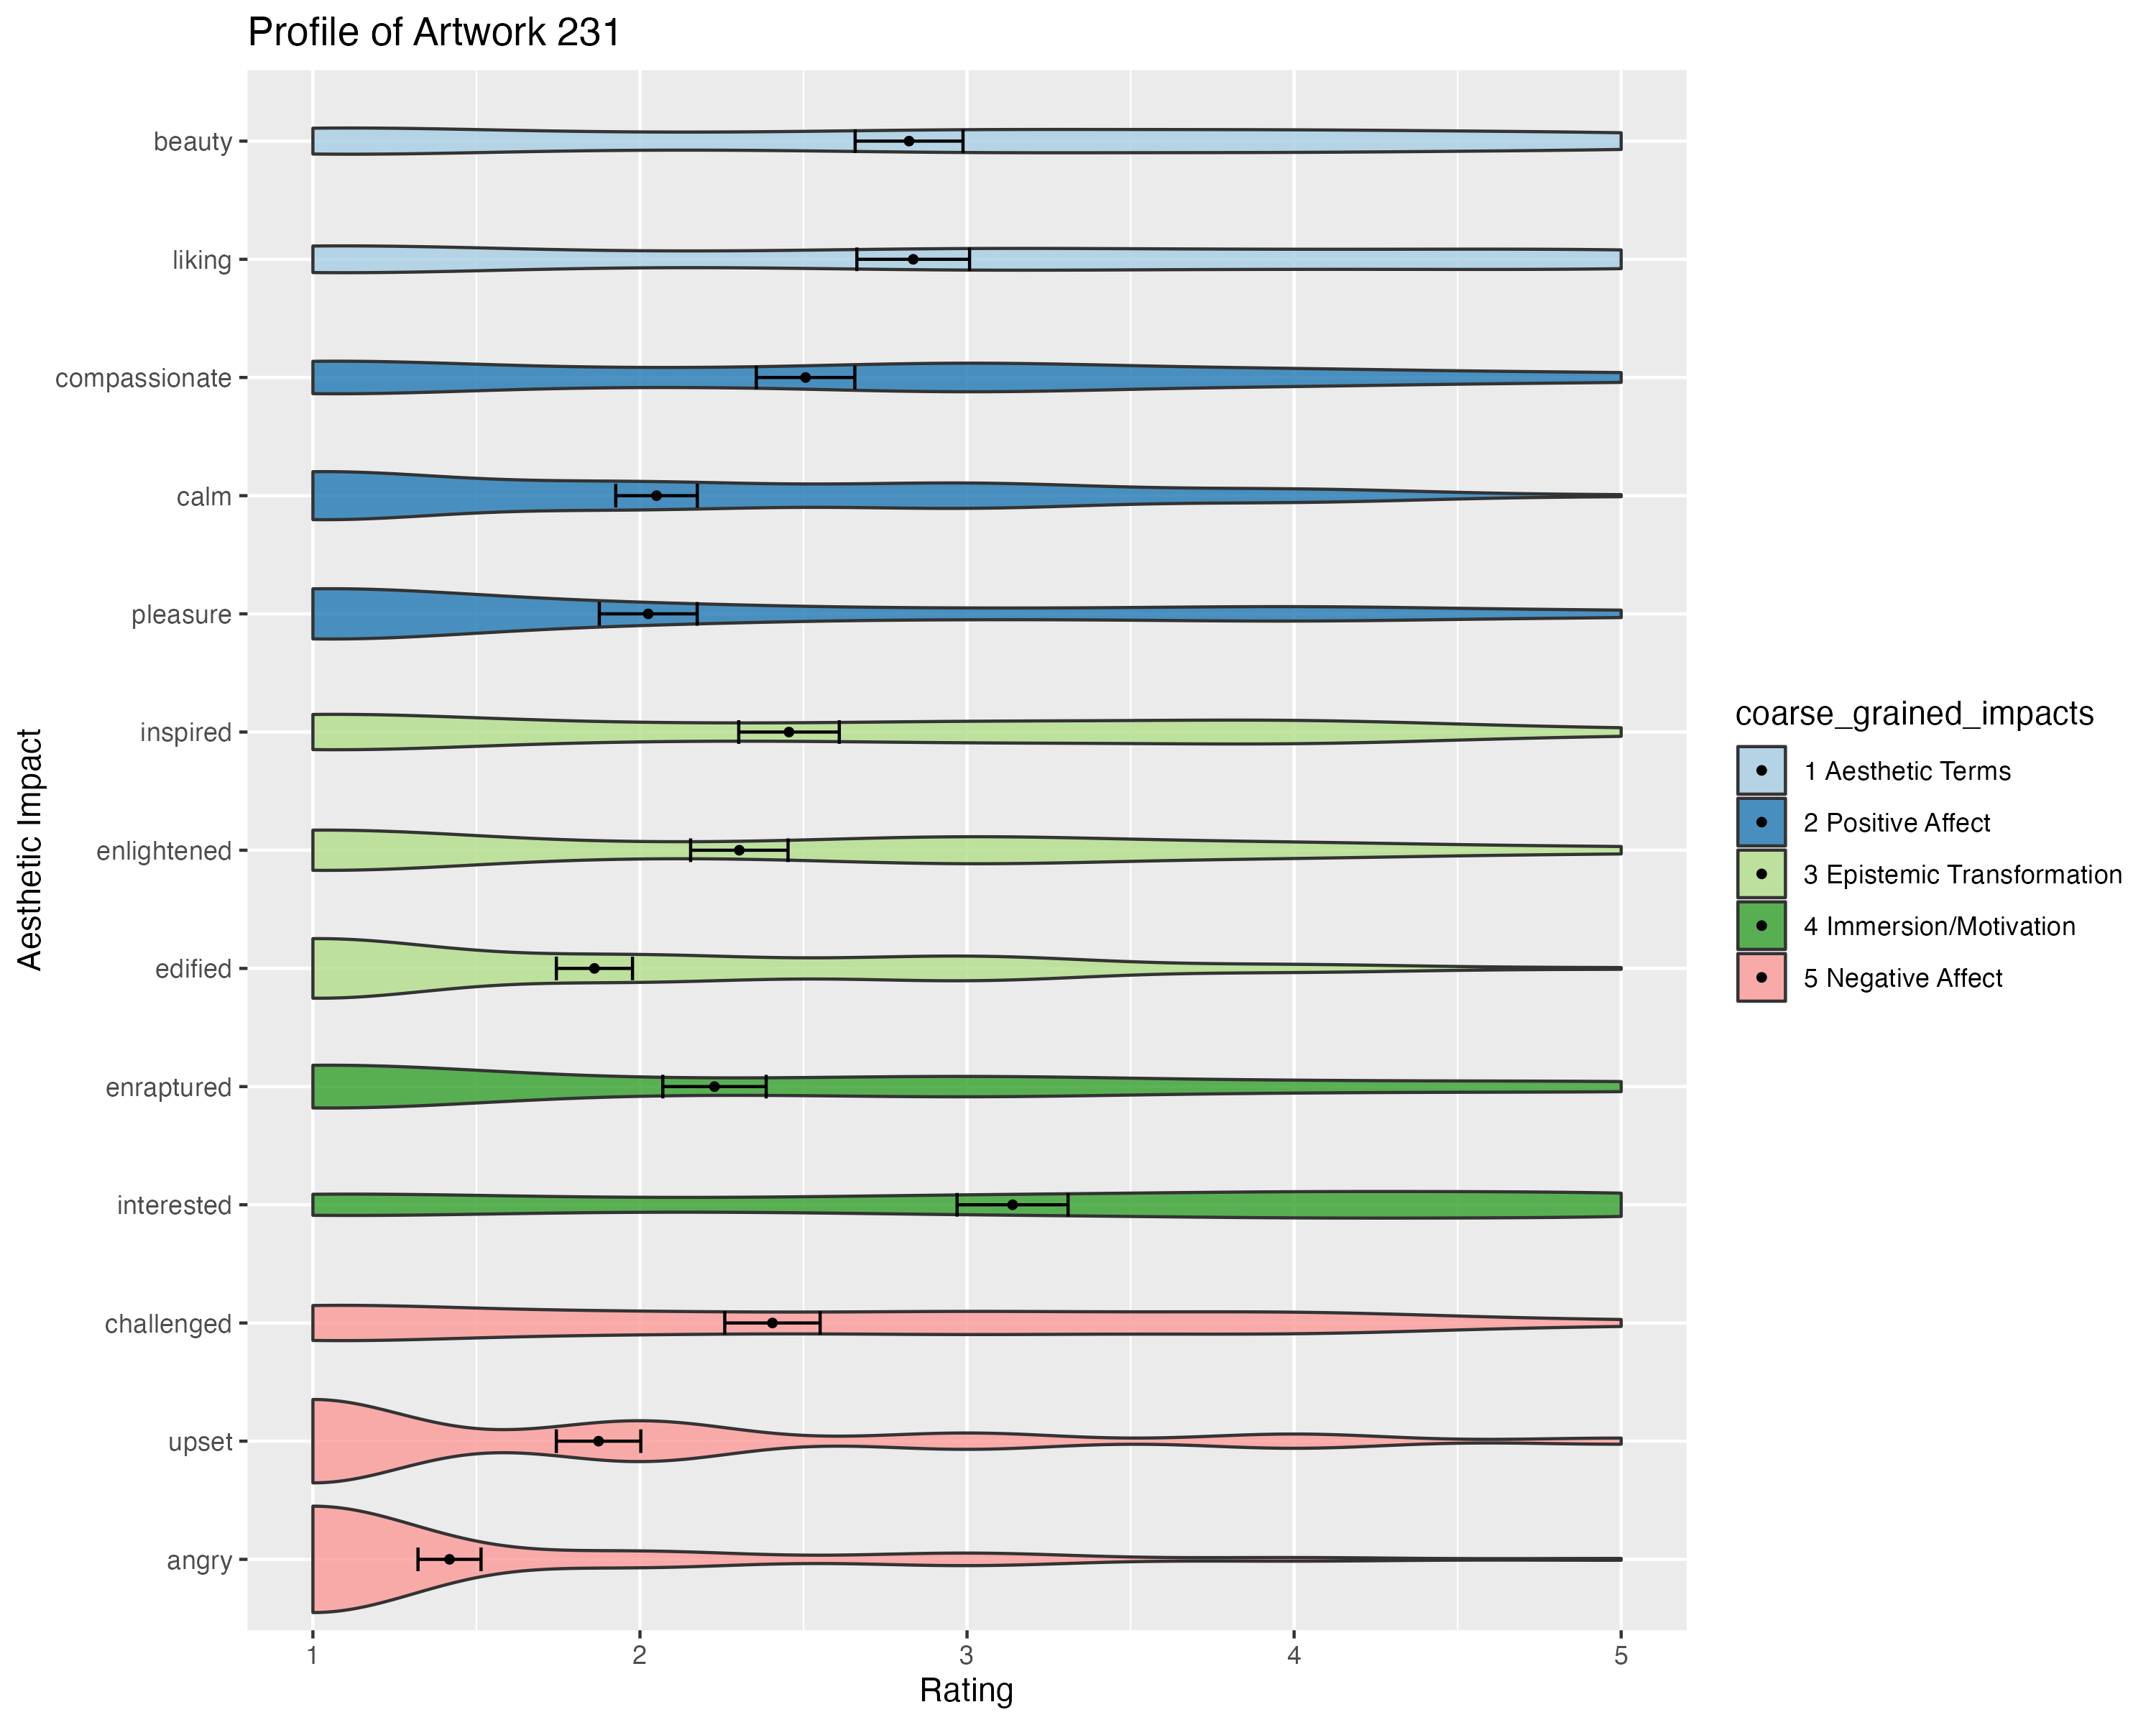 Profile of Artwork 231
beauty
liking
compassionate
calm
pleasure
inspired
enlightened
edified
enraptured
interested
challenged
upset
angry
Aesthetic Impact
1 2 3 4 5
Rating
coarse_grained_impacts
1 Aesthetic Terms
2 Positive Affect
3 Epistemic Transformation
4 Immersion/Motivation
5 Negative Affect